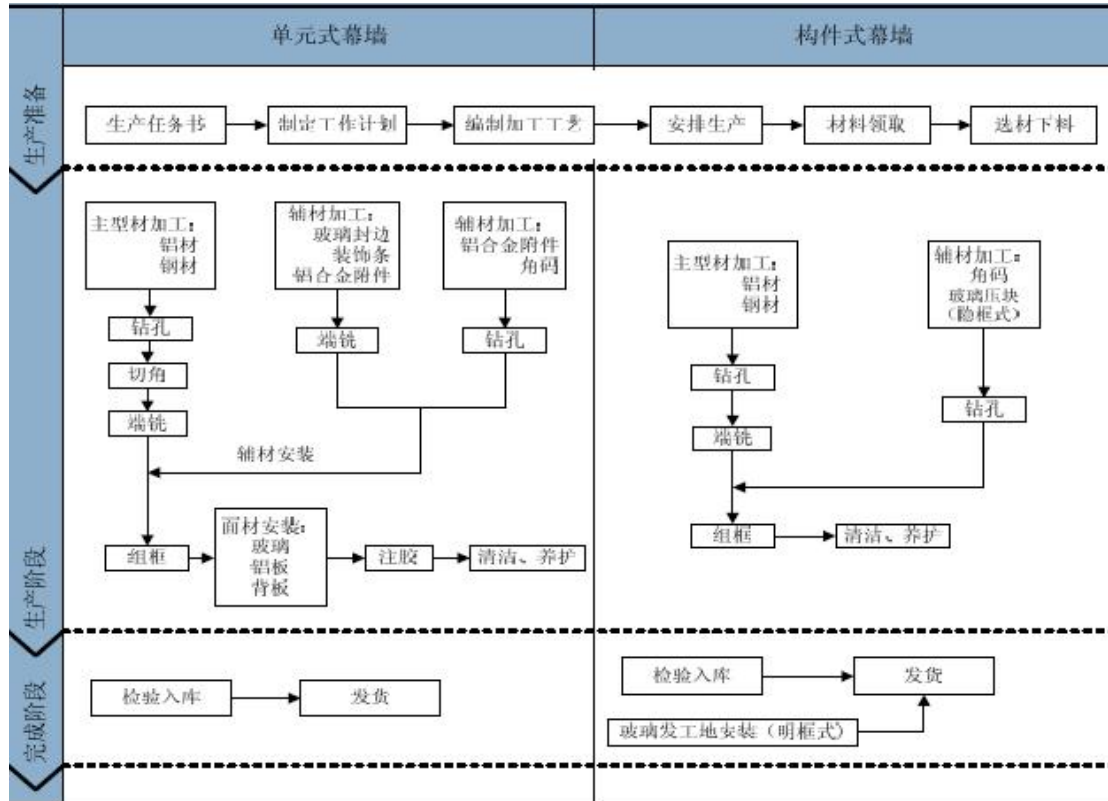 单元式幕墙
构件式幕墙
生产准备
生产任务书
制定工作计划
编制加工工艺
安排生产
材料领取
选材下料
生产阶段
主型材加工:
铝材
钢材
钻孔
切角
端铣
辅材加工:
玻璃封边
装饰条
铝合金附件
端铣
辅材加工:
铝合金附件
角码
钻孔
辅材安装
组框
面材安装:
玻璃
铝板
背板
注胶
清洁、养护
主型材加工:
铝材
钢材
钻孔
端铣
辅材加工:
角码
玻璃压块
(隐框式)
钻孔
组框
清洁、养护
完成阶段
检验入库
发货
检验入库
发货
玻璃发工地安装(明框式)